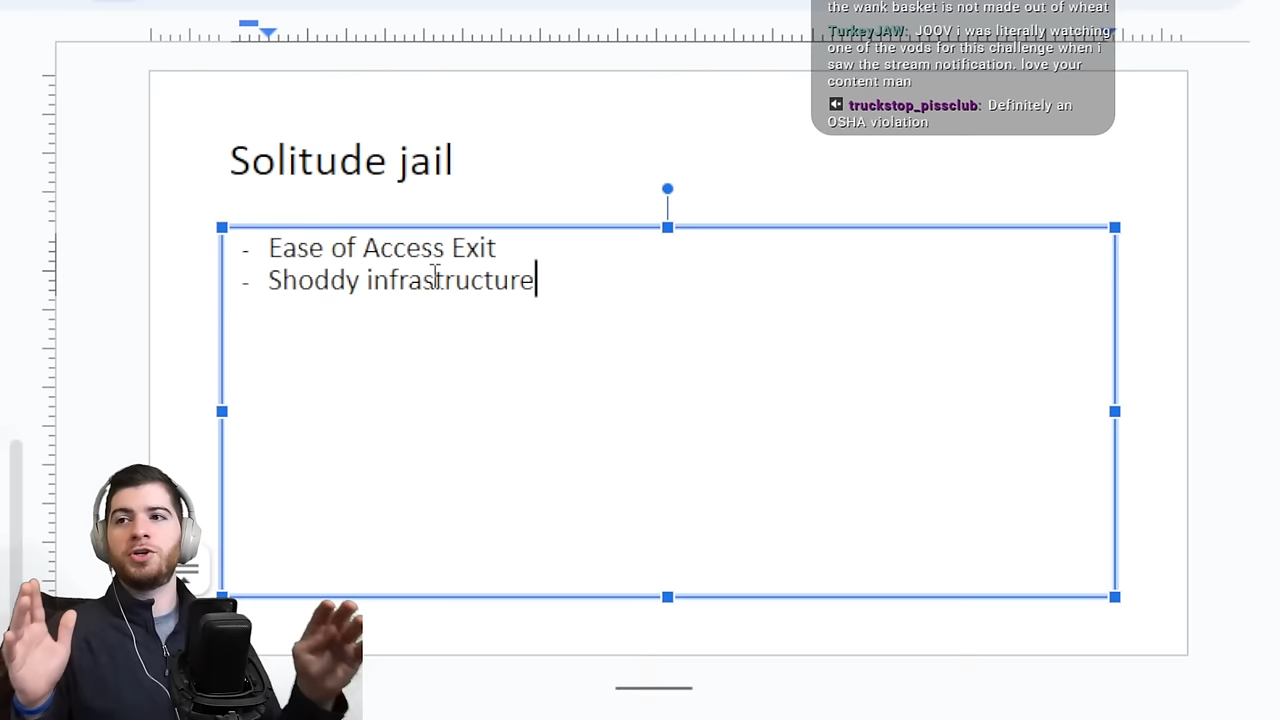 the wank basket is not made out of wheat
TurkeyJAW: JOOV i was literally watching
one of the vods for this challenge when i
saw the stream notification. love your
content man
truckstop_pissclub: Definitely an
OSHA violation
Solitude jail
- Ease of Access Exit
- Shoddy infrastructure